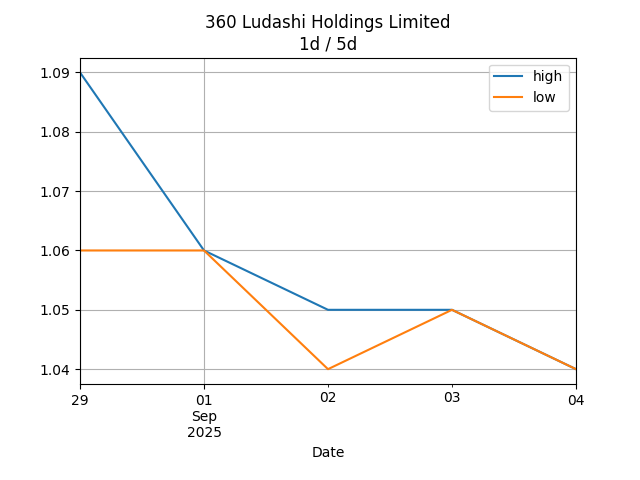 360 Ludashi Holdings Limited
1d / 5d
high
low
1.09
1.08
1.07
1.06
1.05
1.04
29 01 02 03 04
Sep
2025
Date